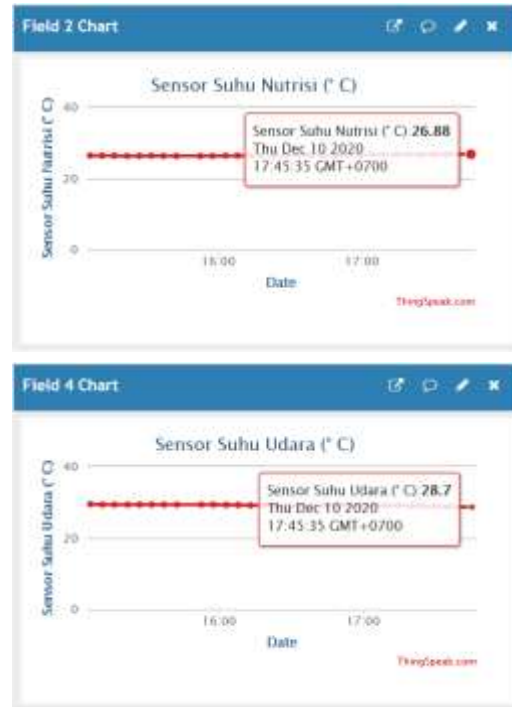 Field 2 Chart
Sensor Suhu Nutrisi (° C)
Sensor Suhu Nutrisi (° C)
40
20
0
Sensor Suhu Nutrisi (° C) 26.88
Thu Dec 10 2020
17:45:35 GMT+0700
16:00
17:00
Date
ThingSpeak.com
Field 4 Chart
Sensor Suhu Udara (° C)
Sensor Suhu Udara (° C)
40
20
0
Sensor Suhu Udara (° C) 28.7
Thu Dec 10 2020
17:45:35 GMT+0700
16:00
17:00
Date
ThingSpeak.com